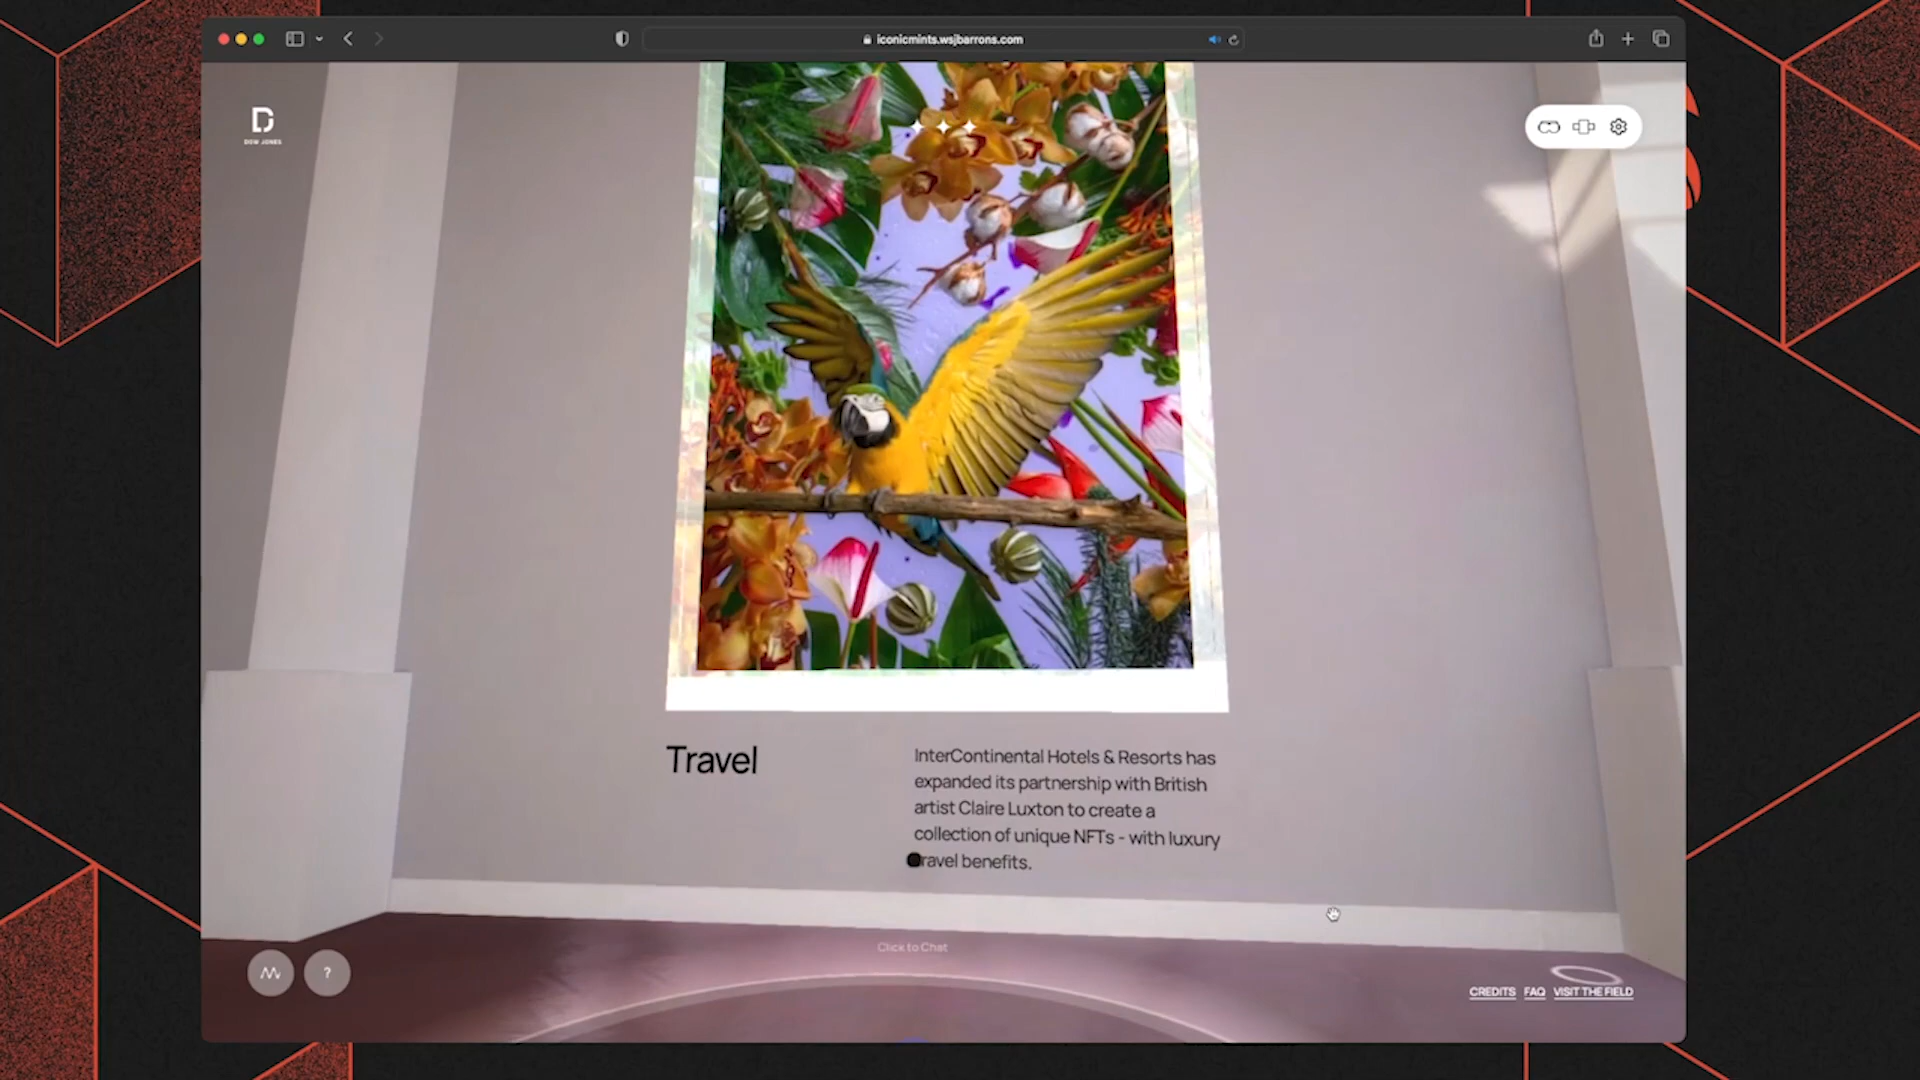 iconicmints.wsjbarrons.com
D
DOW JONES
Travel
InterContinental Hotels & Resorts has
expanded its partnership with British
artist Claire Luxton to create a
collection of unique NFTs - with luxury
ravel benefits.
Click to Chat
?
CREDITS FAQ VISIT THE FIELD